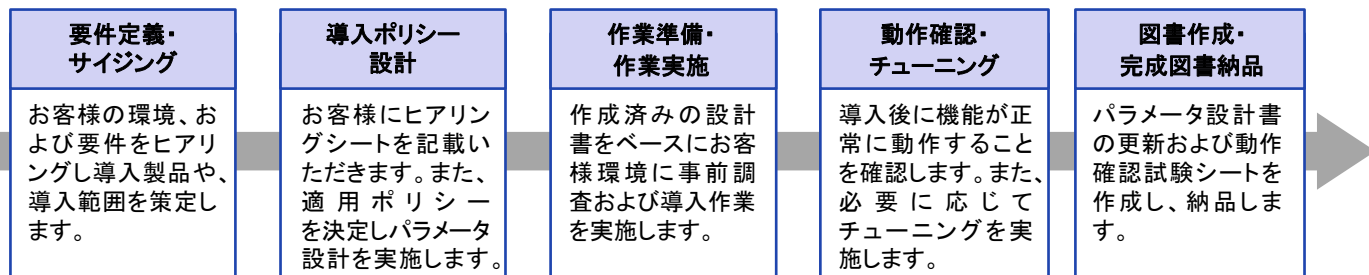 要件定義・
サイジング
お客様の環境、お
よび要件をヒアリ
ングし導入製品や、
導入範囲を策定し
ます。
導入ポリシー
設計
お客様にヒアリン
グシートを記載い
ただきます。また、
適用ポリシー
を決定しパラメータ
設計を実施します。
作業準備・
作業実施
作成済みの設計
書をベースにお客
様環境に事前調
査および導入作業
を実施します。
動作確認・
チューニング
導入後に機能が正
常に動作すること
を確認します。また、
必要に応じて
チューニングを実
施します。
図書作成・
完成図書納品
パラメータ設計書
の更新および動作
確認試験シートを
作成し、納品しま
す。